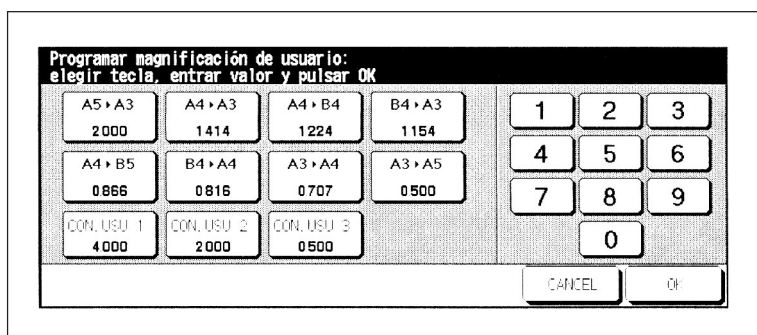 Programar magnificación de usuario:
elegir tecla, entrar valor y pulsar OK
A5▸A3 A4▸A3 A4▸B4 B4▸A3
2000 1414 1224 1154
A4▸B5 B4▸A4 A3▸A4 A3▸A5
0866 0816 0707 0500
CON. USU 1 CON. USU 2 CON. USU 3
4000 2000 0500
1 2 3
4 5 6
7 8 9
0
CANCEL OK